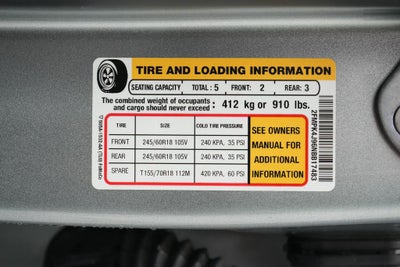 TIRE AND LOADING INFORMATION
SEATING CAPACITY TOTAL : 5 FRONT: 2 REAR: 3
The combined weight of occupants
and cargo should never exceed : 412 kg or 910 lbs.
TIRE SIZE COLD TIRE PRESSURE
FRONT 245/60R18 105V 240 KPA, 35 PSI
REAR 245/60R18 105V 240 KPA, 35 PSI
SPARE T155/70R18 112M 420 KPA, 60 PSI
SEE OWNERS
MANUAL FOR
ADDITIONAL
INFORMATION
2FMPK4J96NBB17483